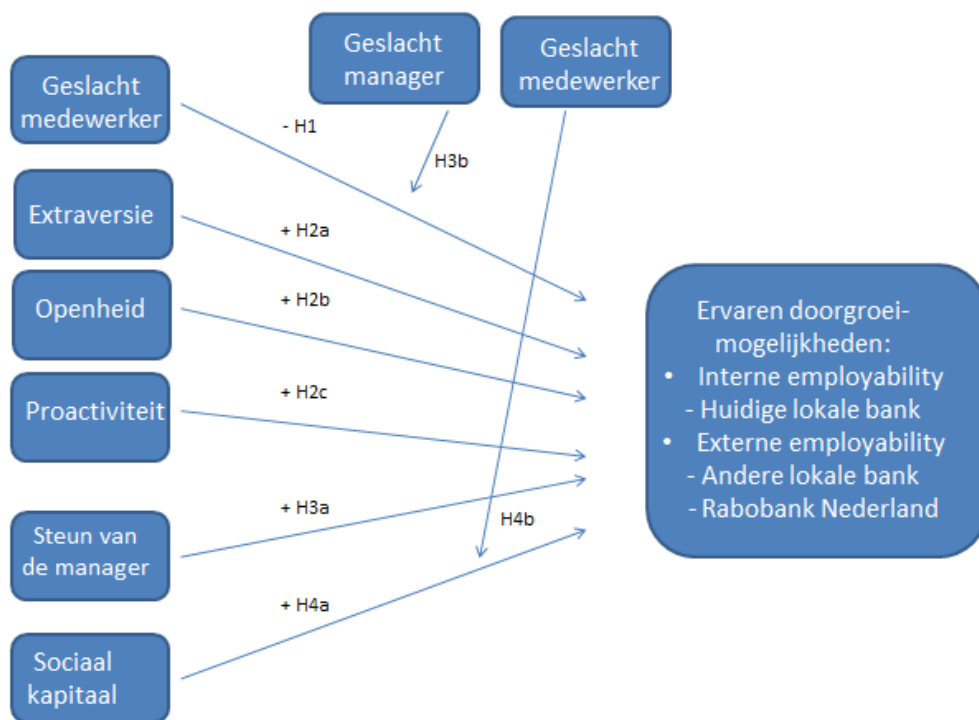 Geslacht
manager
Geslacht
medewerker
Geslacht
medewerker
- H1
H3b
Extraversie
+ H2a
Openheid
+ H2b
Proactiviteit
+ H2c
Steun van
de manager
+ H3a
H4b
Sociaal
kapitaal
+ H4a
Ervaren doorgroei-
mogelijkheden:
• Interne employability
- Huidige lokale bank
• Externe employability
- Andere lokale bank
- Rabobank Nederland